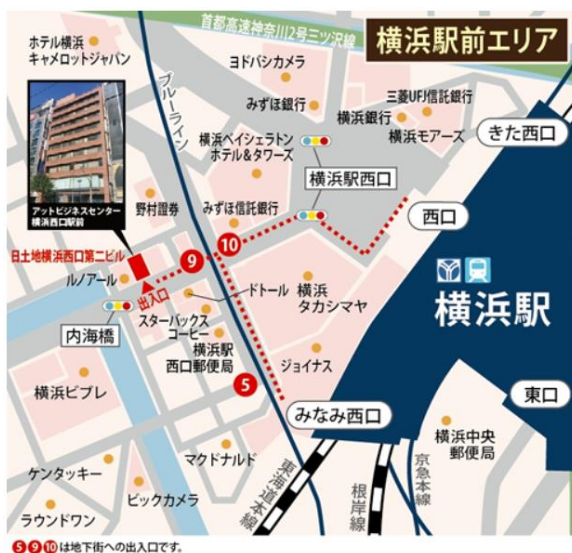 首都高速神奈川2号三ツ沢線
横浜駅前エリア
ホテル横浜
キャメロットジャパン
ブルーライン
ヨドバシカメラ
みずほ銀行
三菱UFJ信託銀行
横浜銀行
横浜モアーズ
きた西口
横浜ベイシェラトン
ホテル&タワーズ
横浜駅西口
西口
アットビジネスセンター
横浜西口駅前
野村證券
みずほ信託銀行
日土地横浜西口第二ビル
9
10
ルノアール
出入口
ドトール
横浜
タカシマヤ
横浜駅
内海橋
スターバックス
コーヒー
横浜駅
西口郵便局
ジョイナス
5
みなみ西口
東口
横浜ビブレ
横浜中央
郵便局
マクドナルド
ケンタッキー
ビックカメラ
ラウンドワン
東海道本線
根岸線
京急本線
5 9 10 は地下街への出入口です。